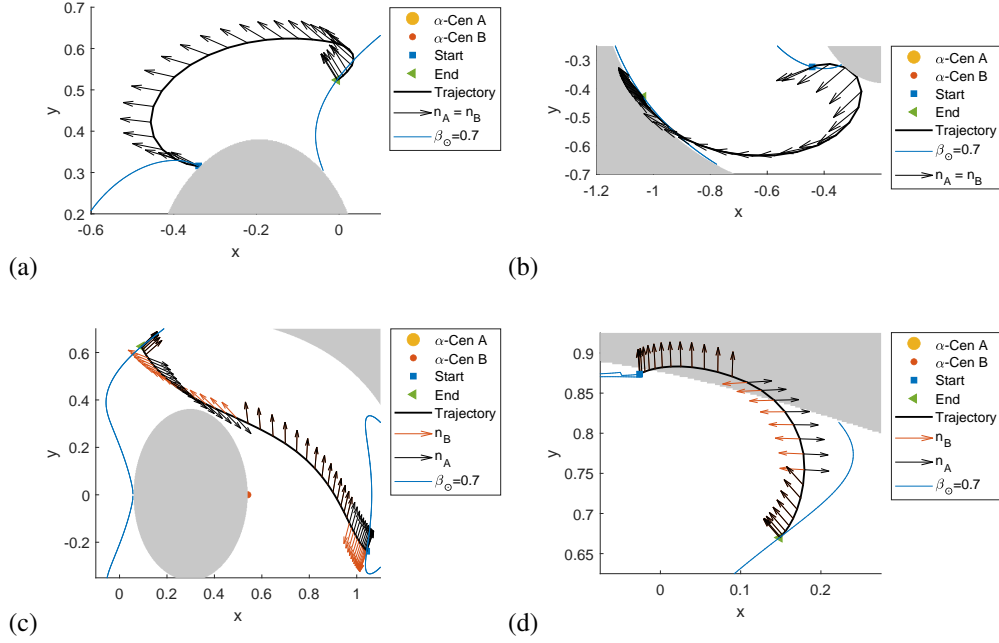 0.7
0.6
0.5
0.4
0.3
0.2
y
-0.6 -0.4 -0.2 0
x
α-Cen A
α-Cen B
Start
End
Trajectory
n_A = n_B
β_⊙=0.7
(a)
-0.3
-0.4
-0.5
-0.6
-0.7
y
-1.2 -1 -0.8 -0.6 -0.4
x
α-Cen A
α-Cen B
Start
End
Trajectory
β_⊙=0.7
n_A = n_B
(b)
0.6
0.4
0.2
0
-0.2
y
0 0.2 0.4 0.6 0.8 1
x
α-Cen A
α-Cen B
Start
End
Trajectory
n_B
n_A
β_⊙=0.7
(c)
0.9
0.85
0.8
0.75
0.7
0.65
y
0 0.1 0.2
x
α-Cen A
α-Cen B
Start
End
Trajectory
n_B
n_A
β_⊙=0.7
(d)